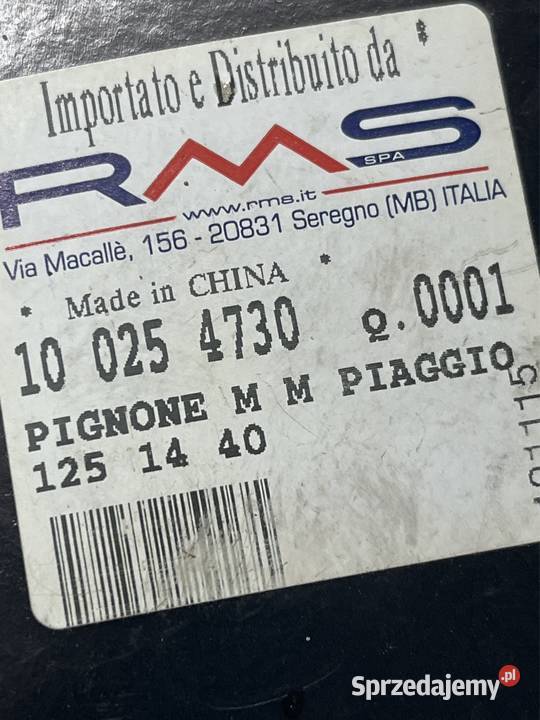 Importato e Distribuito da *
RMS
SPA
www.rms.it
Via Macallè, 156 - 20831 Seregno (MB) ITALIA
* Made in CHINA *
10 025 4730 Q.0001
PIGNONE M M PIAGGIO
125 14 40
Sprzedajemy.pl